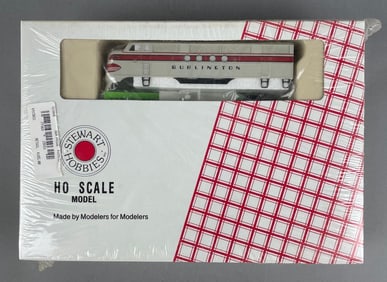 BURLINGTON
STEWART
HOBBIES
HO SCALE
MODEL
Made by Modelers for Modelers